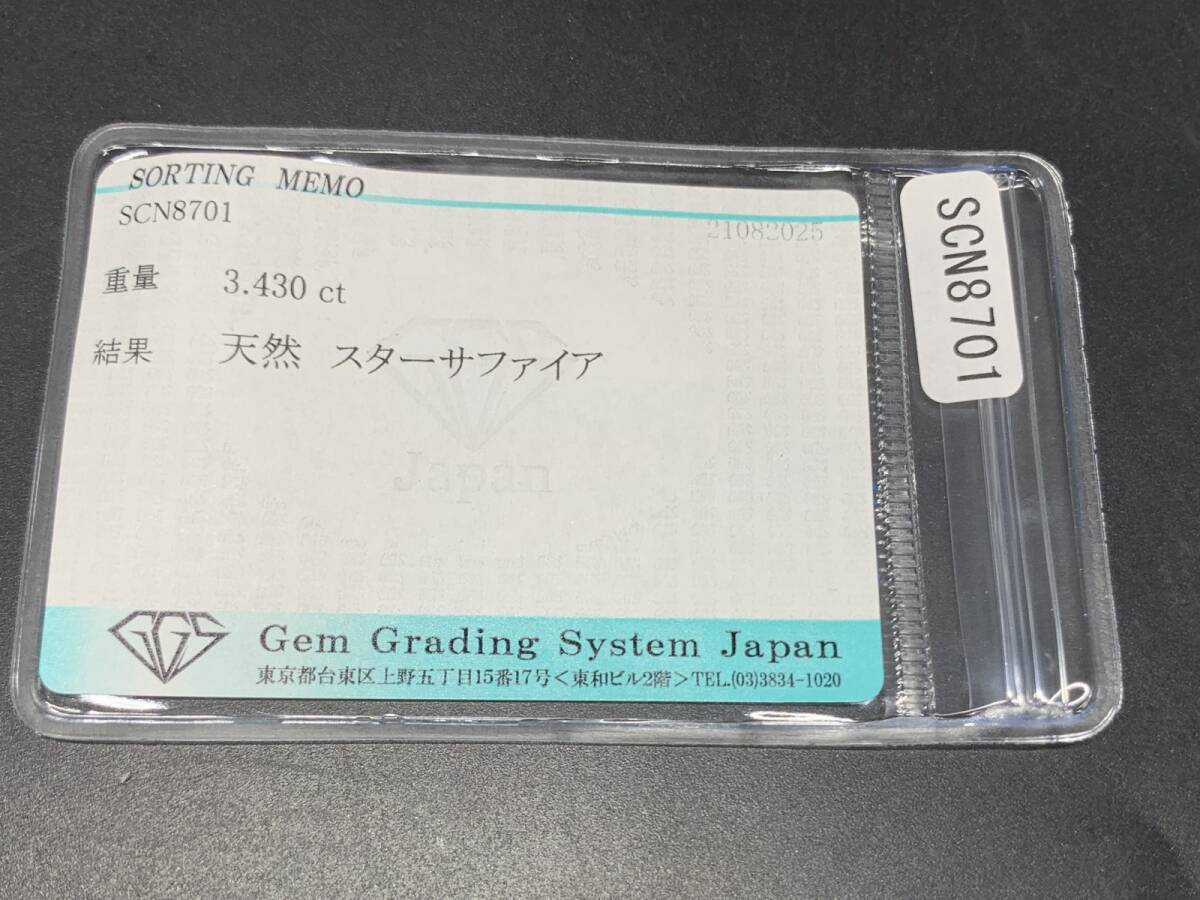 SORTING MEMO
SCN8701
21082025
重量 3.430 ct
結果 天然 スターサファイア
Japan
GGS Gem Grading System Japan
東京都台東区上野五丁目15番17号<東和ビル2階>TEL.(03)3834-1020
SCN8701